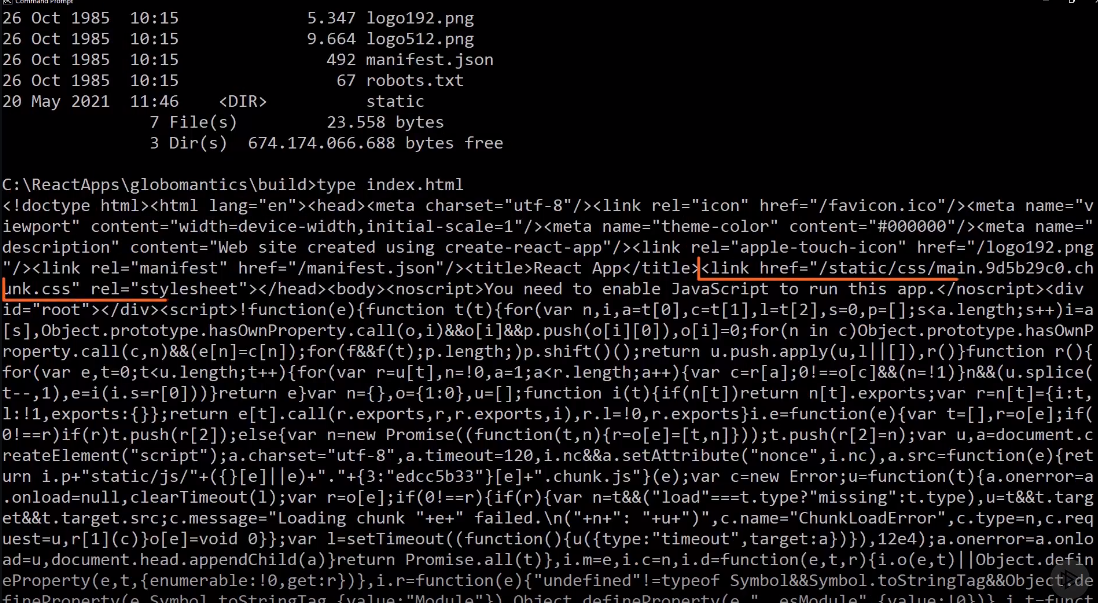 Command Prompt
26 Oct 1985  10:15             5.347 logo192.png
26 Oct 1985  10:15             9.664 logo512.png
26 Oct 1985  10:15               492 manifest.json
26 Oct 1985  10:15                67 robots.txt
20 May 2021  11:46    <DIR>          static
               7 File(s)         23.558 bytes
               3 Dir(s)  674.174.066.688 bytes free
C:\ReactApps\globomantics\build>type index.html
<!doctype html><html lang="en"><head><meta charset="utf-8"/><link rel="icon" href="/favicon.ico"/><meta name="v
iewport" content="width=device-width,initial-scale=1"/><meta name="theme-color" content="#000000"/><meta name="
description" content="Web site created using create-react-app"/><link rel="apple-touch-icon" href="/logo192.png
"/><link rel="manifest" href="/manifest.json"/><title>React App</title><link href="/static/css/main.9d5b29c0.ch
unk.css" rel="stylesheet"></head><body><noscript>You need to enable JavaScript to run this app.</noscript><div 
id="root"></div><script>!function(e){function t(t){for(var n,i,a=t[0],c=t[1],l=t[2],s=0,p=[];s<a.length;s++)i=a
[s],Object.prototype.hasOwnProperty.call(o,i)&&o[i]&&p.push(o[i][0]),o[i]=0;for(n in c)Object.prototype.hasOwnP
roperty.call(c,n)&&(e[n]=c[n]);for(f&&f(t);p.length;)p.shift()();return u.push.apply(u,l||[]),r()}function r(){
for(var e,t=0;t<u.length;t++){for(var r=u[t],n=!0,a=1;a<r.length;a++){var c=r[a];0!==o[c]&&(n=!1)}n&&(u.splice(
t--,1),e=i(i.s=r[0]))}return e}var n={},o={1:0},u=[];function i(t){if(n[t])return n[t].exports;var r=n[t]={i:t,
l:!1,exports:{}};return e[t].call(r.exports,r,r.exports,i),r.l=!0,r.exports}i.e=function(e){var t=[],r=o[e];if(
0!==r)if(r)t.push(r[2]);else{var n=new Promise((function(t,n){r=o[e]=[t,n]}));t.push(r[2]=n);var u,a=document.c
reateElement("script");a.charset="utf-8",a.timeout=120,i.nc&&a.setAttribute("nonce",i.nc),a.src=function(e){ret
urn i.p+"static/js/"+({}[e]||e)+"."+{3:"edcc5b33"}[e]+".chunk.js"}(e);var c=new Error;u=function(t){a.onerror=a
.onload=null,clearTimeout(l);var r=o[e];if(0!==r){if(r){var n=t&&("load"===t.type?"missing":t.type),u=t&&t.targ
et&&t.target.src;c.message="Loading chunk "+e+" failed.\n("+n+": "+u+")",c.name="ChunkLoadError",c.type=n,c.req
uest=u,r[1](c)}o[e]=void 0}};var l=setTimeout((function(){u({type:"timeout",target:a})}),12e4);a.onerror=a.onlo
ad=u,document.head.appendChild(a)}return Promise.all(t)},i.m=e,i.c=n,i.d=function(e,t,r){i.o(e,t)||Object.defin
eProperty(e,t,{enumerable:!0,get:r})},i.r=function(e){"undefined"!=typeof Symbol&&Symbol.toStringTag&&Object.de
fineProperty(e,Symbol.toStringTag,{value:"Module"}),Object.defineProperty(e,"__esModule",{value:!0})},i.t=funct